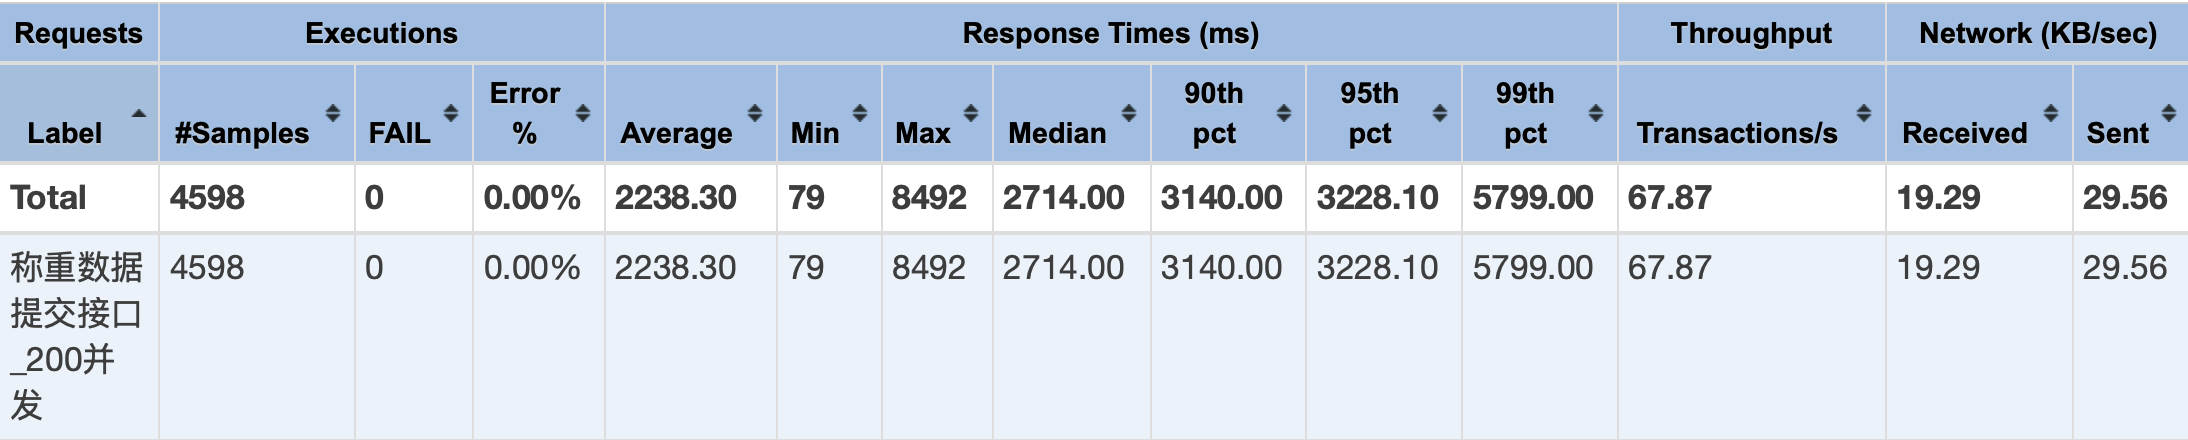 Requests Executions Response Times (ms) Throughput Network (KB/sec)
Label #Samples FAIL Error % Average Min Max Median 90th pct 95th pct 99th pct Transactions/s Received Sent
Total 4598 0 0.00% 2238.30 79 8492 2714.00 3140.00 3228.10 5799.00 67.87 19.29 29.56
称重数据 4598 0 0.00% 2238.30 79 8492 2714.00 3140.00 3228.10 5799.00 67.87 19.29 29.56
提交接口
_200并
发